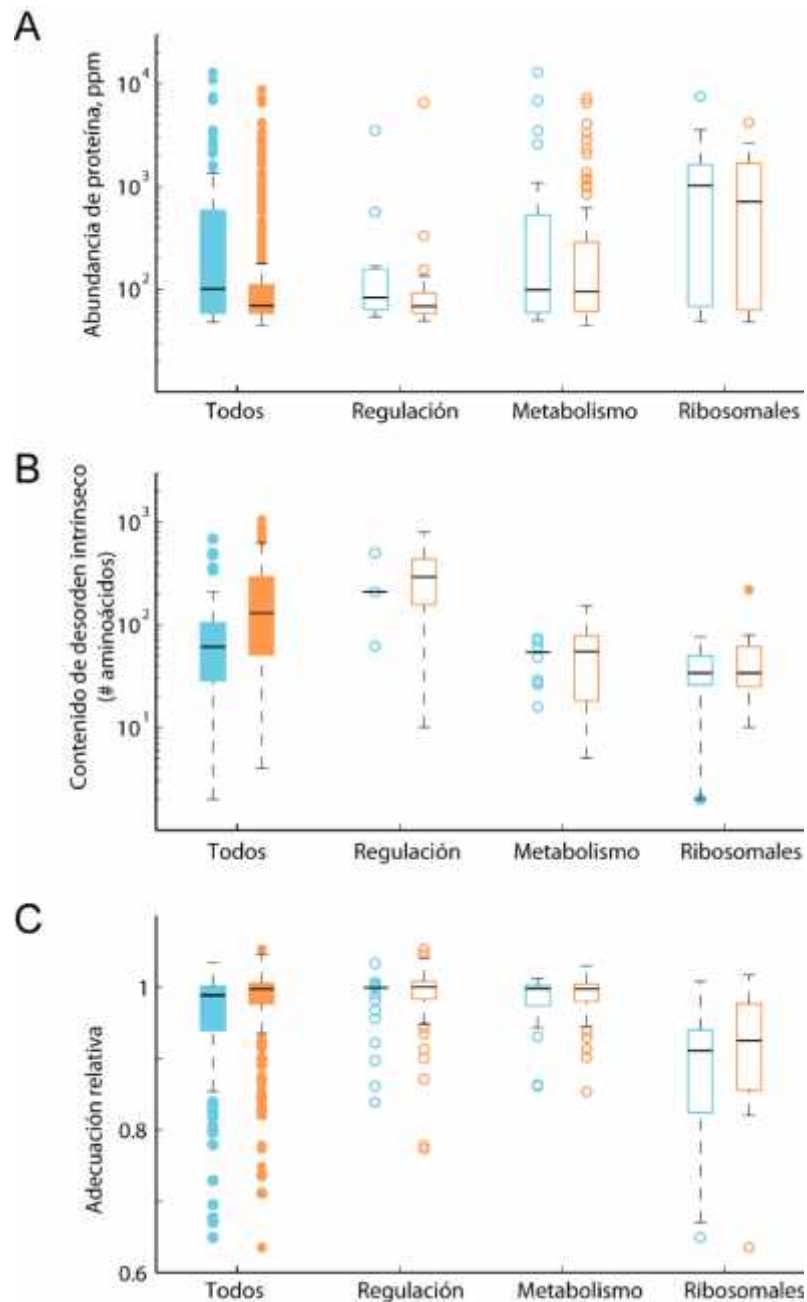 A
Abundancia de proteína, ppm
10⁴
10³
10²
Todos Regulación Metabolismo Ribosomales
B
Contenido de desorden intrínseco
(# aminoácidos)
10³
10²
10¹
Todos Regulación Metabolismo Ribosomales
C
Adecuación relativa
1
0.8
0.6
Todos Regulación Metabolismo Ribosomales